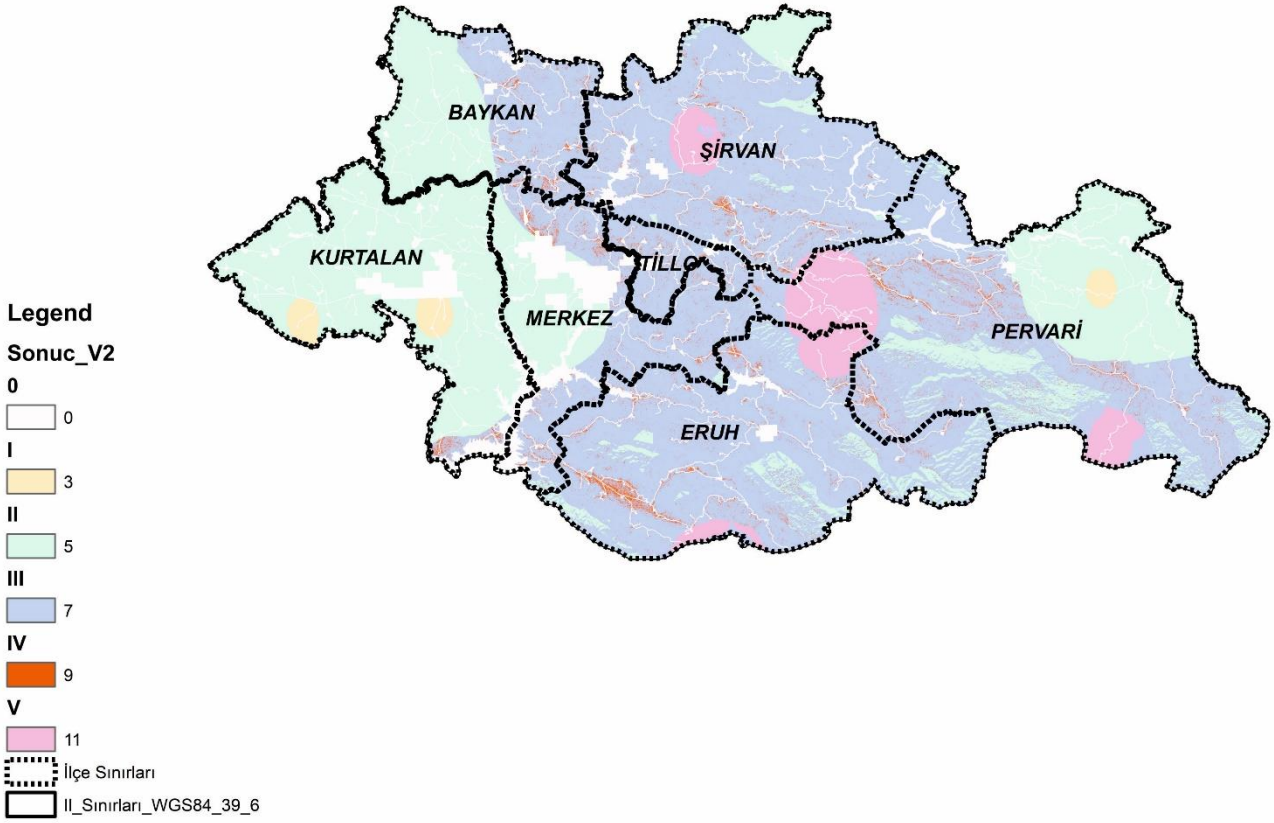 BAYKAN
ŞİRVAN
KURTALAN
TİLLO
MERKEZ
PERVARİ
ERUH
Legend
Sonuc_V2
0
0
I
3
II
5
III
7
IV
9
V
11
İlçe Sınırları
II_Sınırları_WGS84_39_6